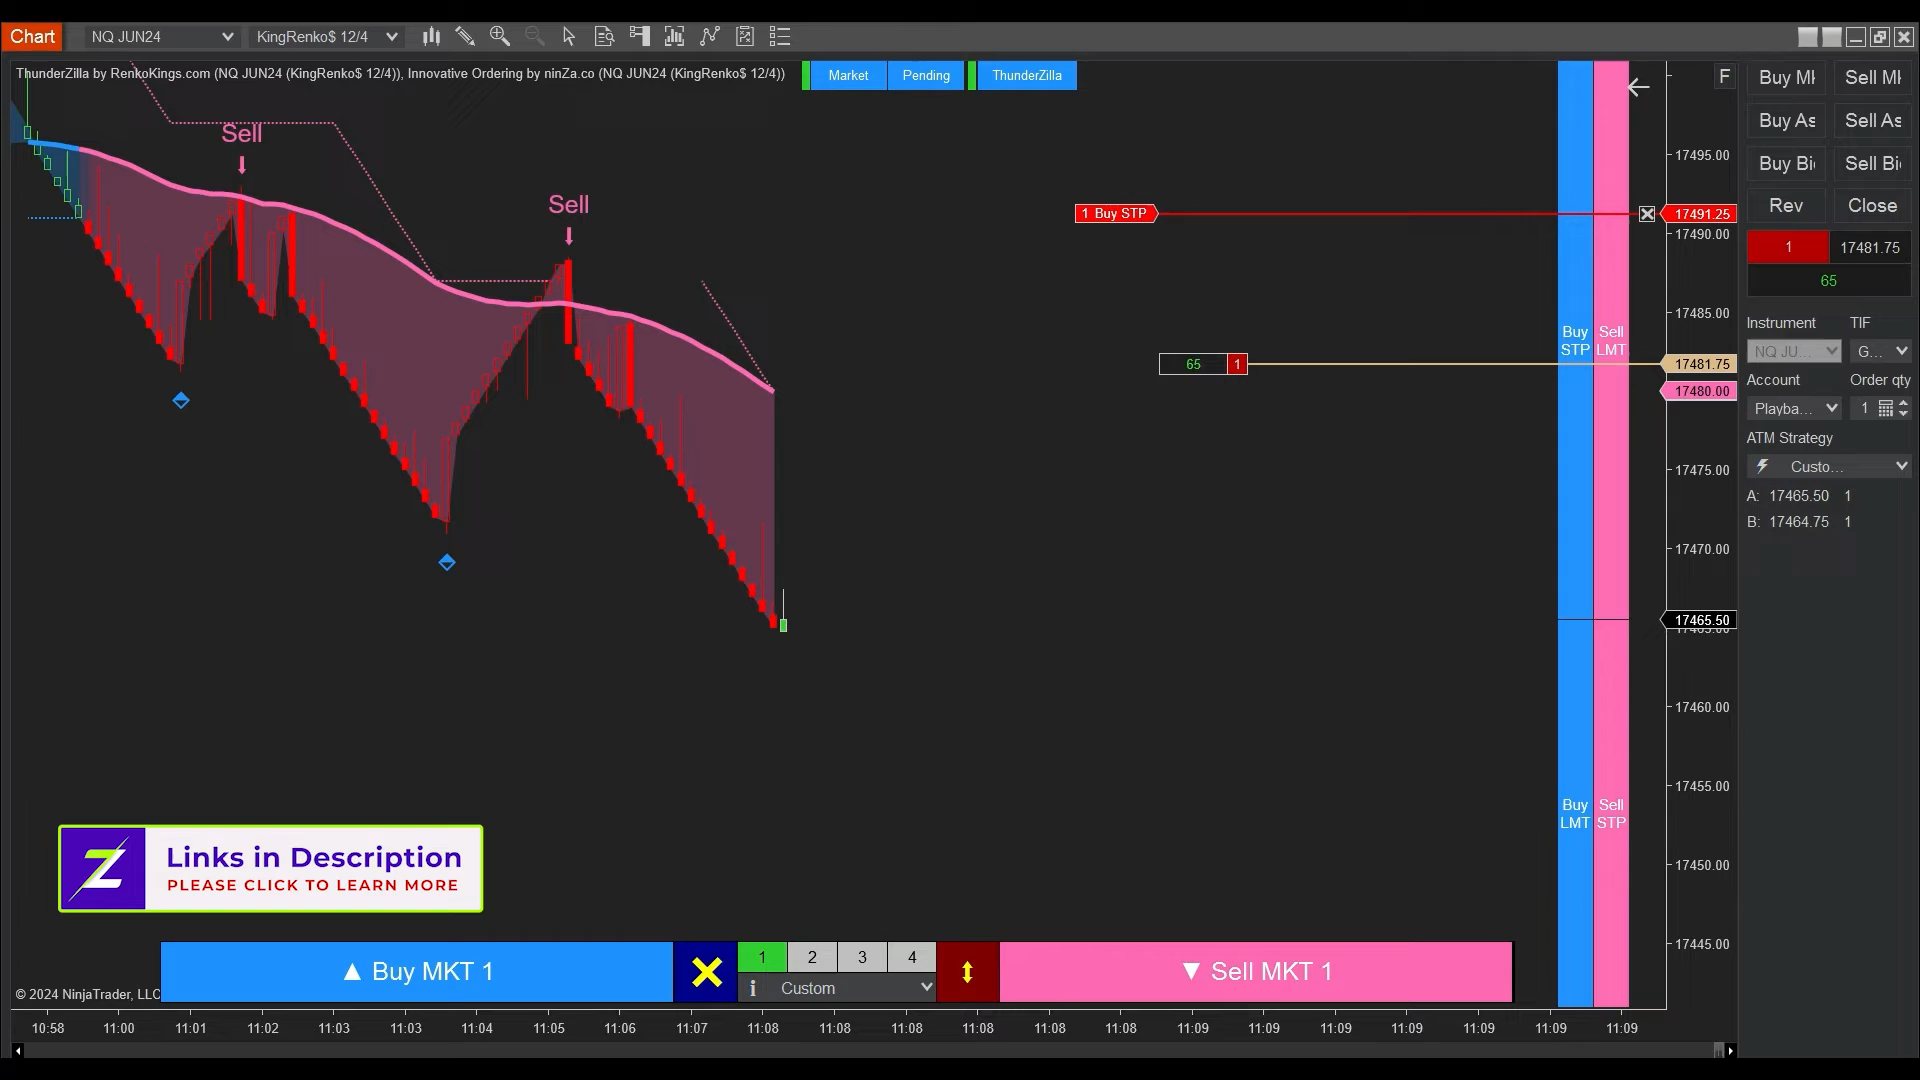 Chart
NQ JUN24
KingRenko$ 12/4
ThunderZilla by RenkoKings.com (NQ JUN24 (KingRenko$ 12/4)), Innovative Ordering by ninZa.co (NQ JUN24 (KingRenko$ 12/4))
Market
Pending
ThunderZilla
F
Sell
Sell
1 Buy STP
65
1
Buy STP
Sell LMT
Buy LMT
Sell STP
17495.00
17491.25
17490.00
17485.00
17481.75
17480.00
17475.00
17470.00
17465.50
17460.00
17455.00
17450.00
17445.00
Buy M
Sell M
Buy As
Sell As
Buy Bi
Sell Bi
Rev
Close
1
17481.75
65
Instrument
TIF
NQ JU...
G...
Account
Order qty
Playba...
1
ATM Strategy
Custo...
A: 17465.50 1
B: 17464.75 1
Z
Links in Description
PLEASE CLICK TO LEARN MORE
▲ Buy MKT 1
1
2
3
4
i
Custom
▼ Sell MKT 1
© 2024 NinjaTrader, LLC
10:58 11:00 11:01 11:02 11:03 11:03 11:04 11:05 11:06 11:07 11:08 11:08 11:08 11:08 11:08 11:08 11:09 11:09 11:09 11:09 11:09 11:09 11:09